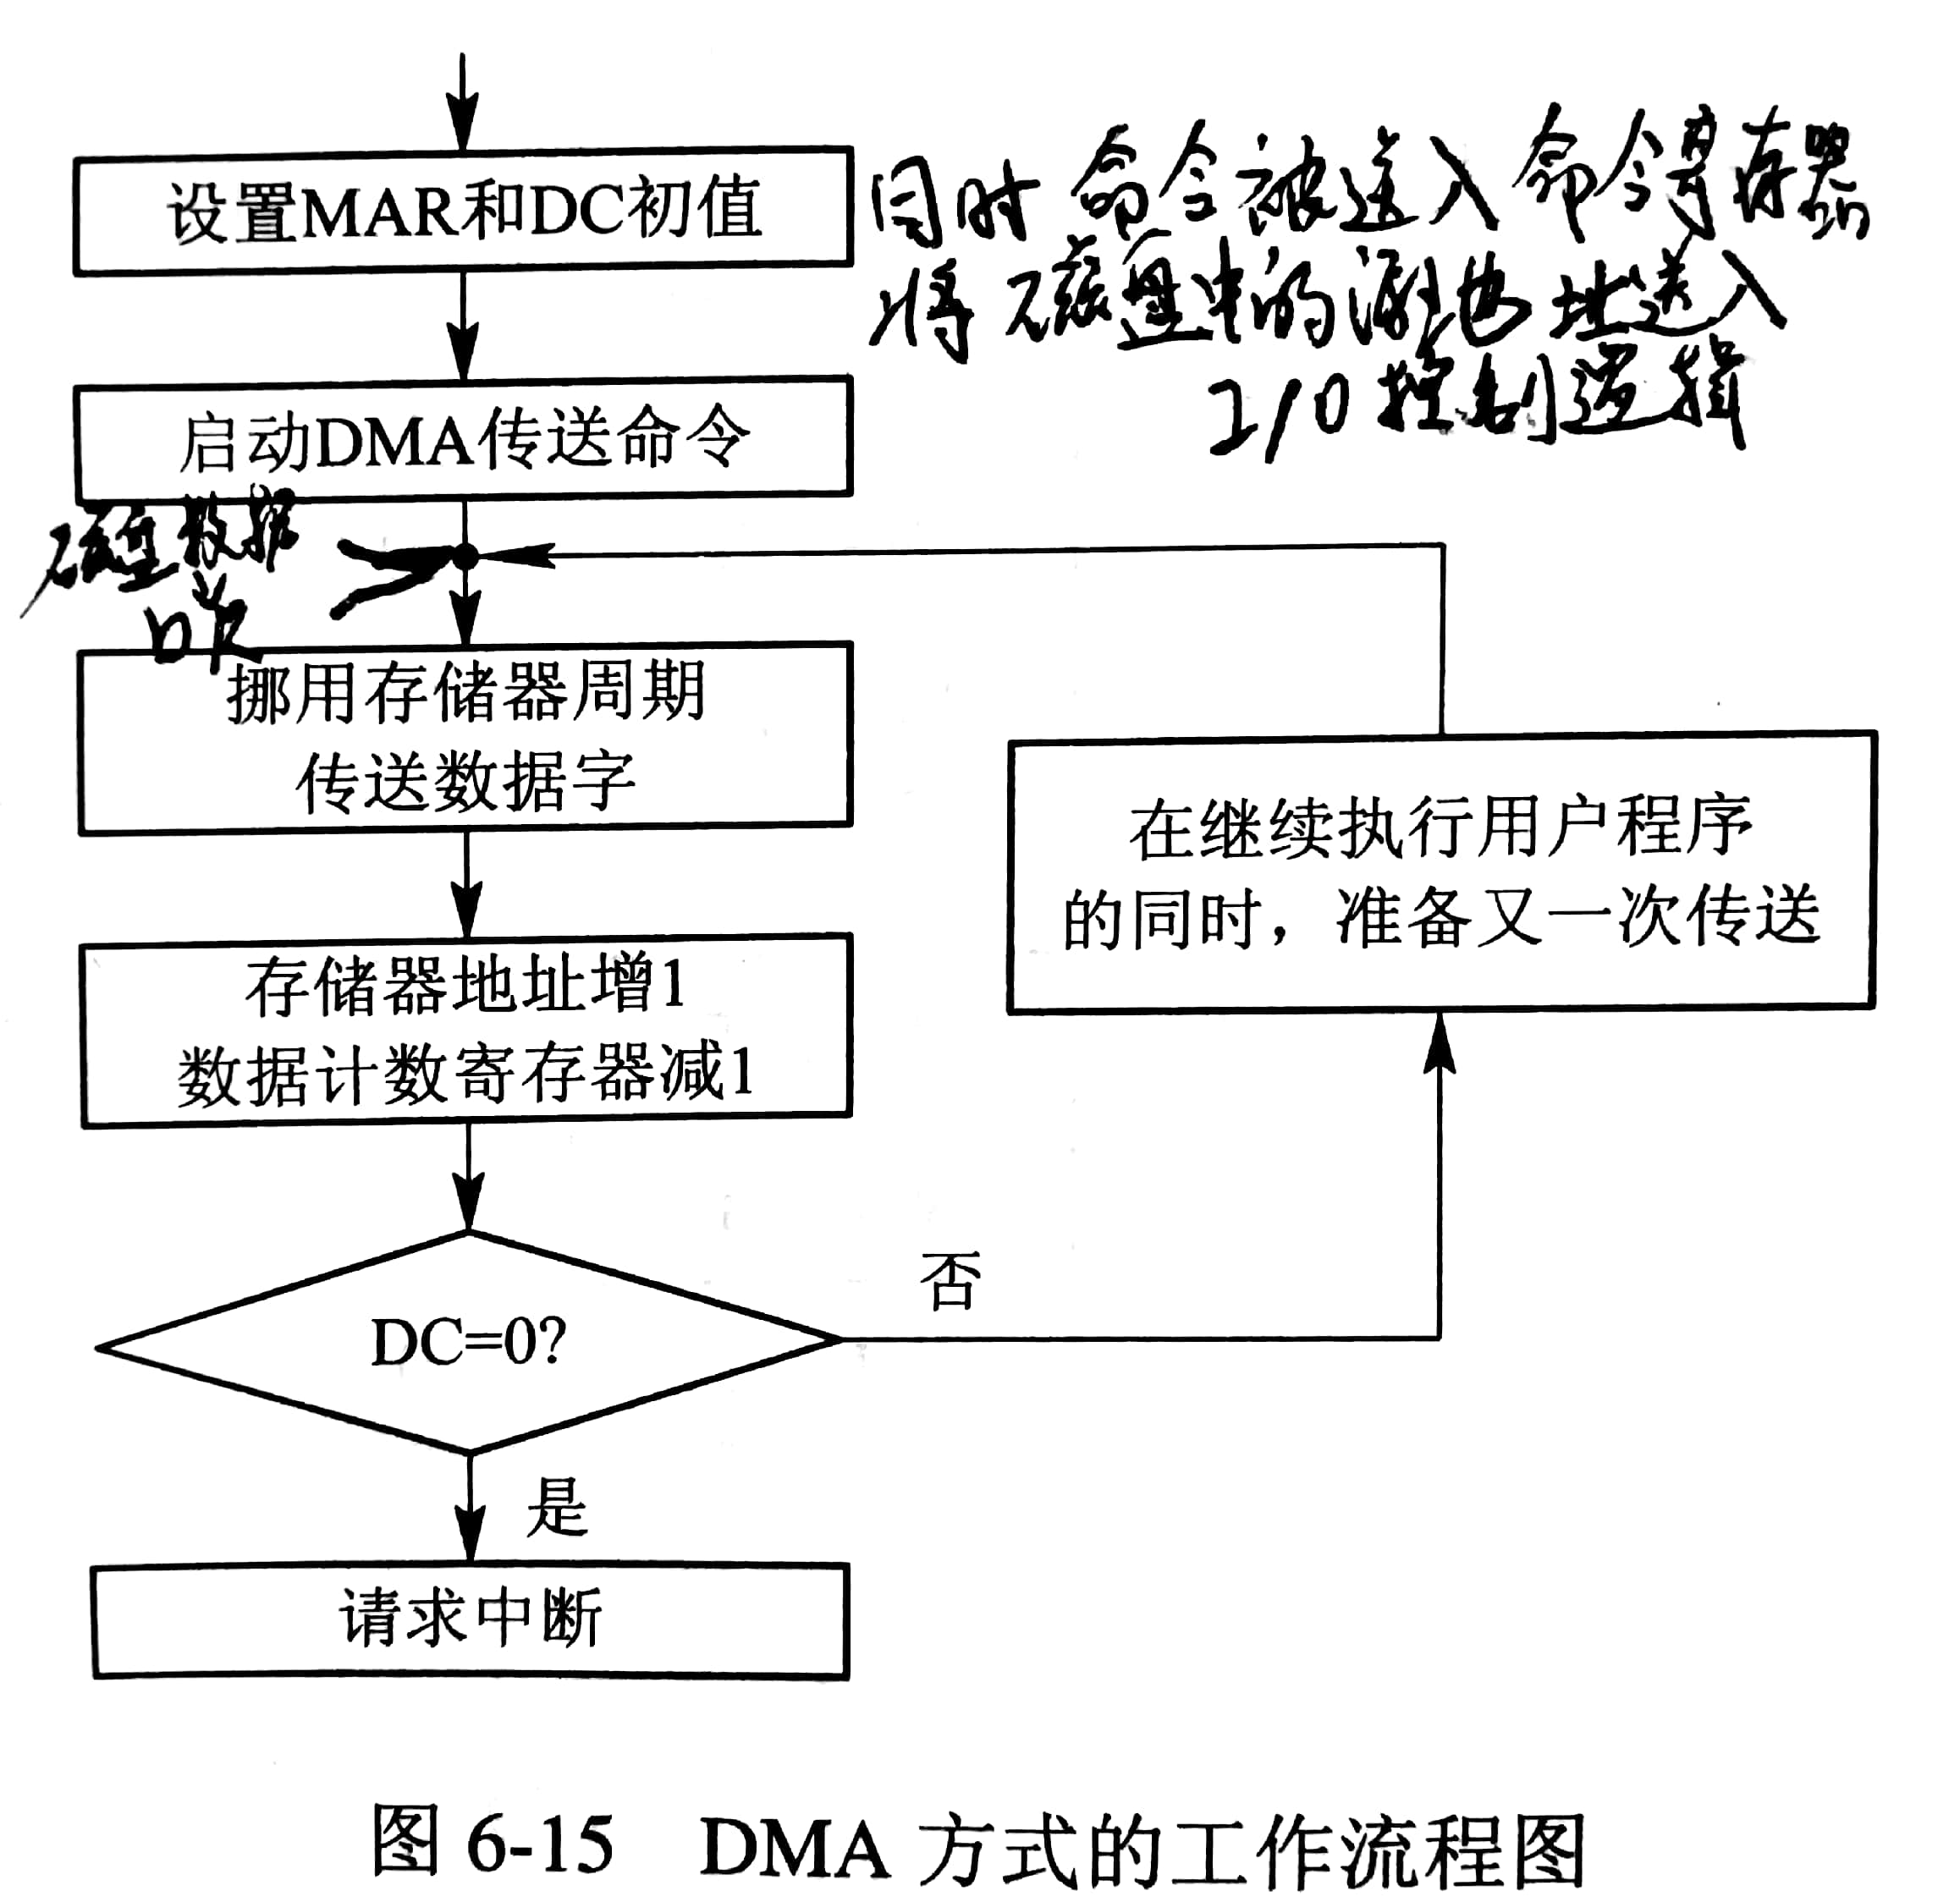 设置MAR和DC初值
同时命令被送入命令寄存器
将磁盘中的源地址送入
I/O控制逻辑
启动DMA传送命令
磁盘数据
DR
挪用存储器周期
传送数据字
在继续执行用户程序
的同时，准备又一次传送
存储器地址增1
数据计数寄存器减1
DC=0?
否
是
请求中断
图 6-15 DMA 方式的工作流程图